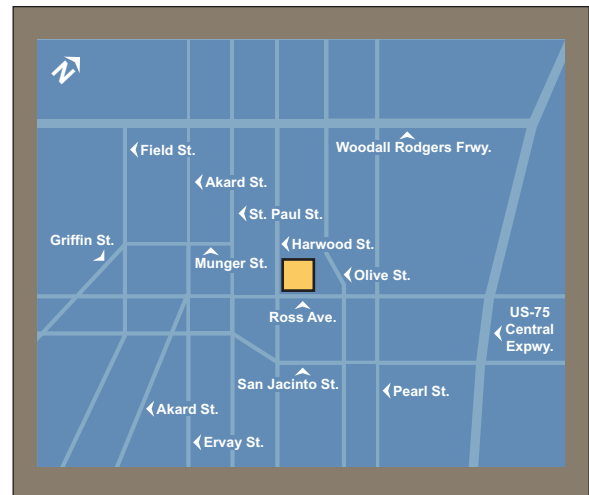 N
Field St.
Woodall Rodgers Frwy.
Akard St.
St. Paul St.
Griffin St.
Harwood St.
Munger St.
Olive St.
Ross Ave.
US-75
Central
Expwy.
San Jacinto St.
Pearl St.
Akard St.
Ervay St.